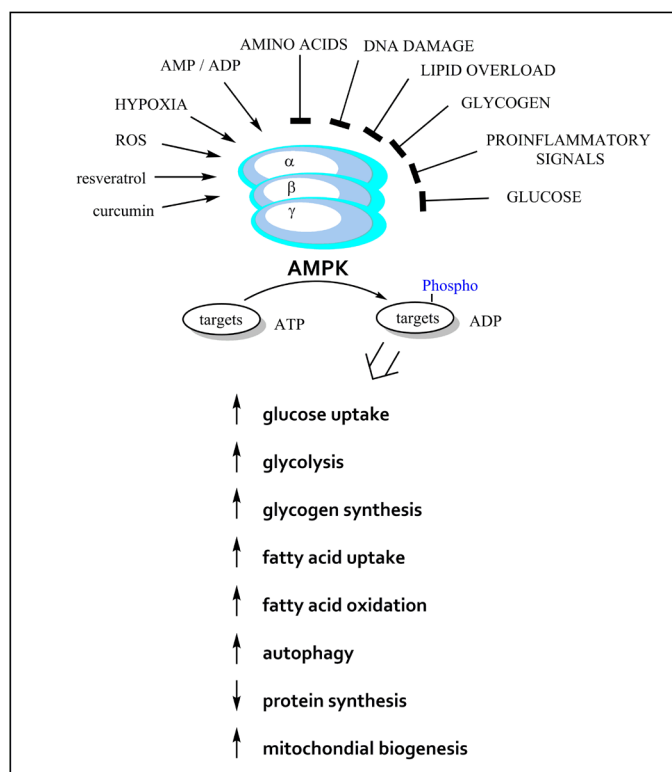 AMINO ACIDS
DNA DAMAGE
AMP / ADP
LIPID OVERLOAD
HYPOXIA
GLYCOGEN
ROS
PROINFLAMMATORY
SIGNALS
resveratrol
curcumin
GLUCOSE
α
β
γ
AMPK
Phospho
targets
ATP
targets
ADP
glucose uptake
glycolysis
glycogen synthesis
fatty acid uptake
fatty acid oxidation
autophagy
protein synthesis
mitochondial biogenesis